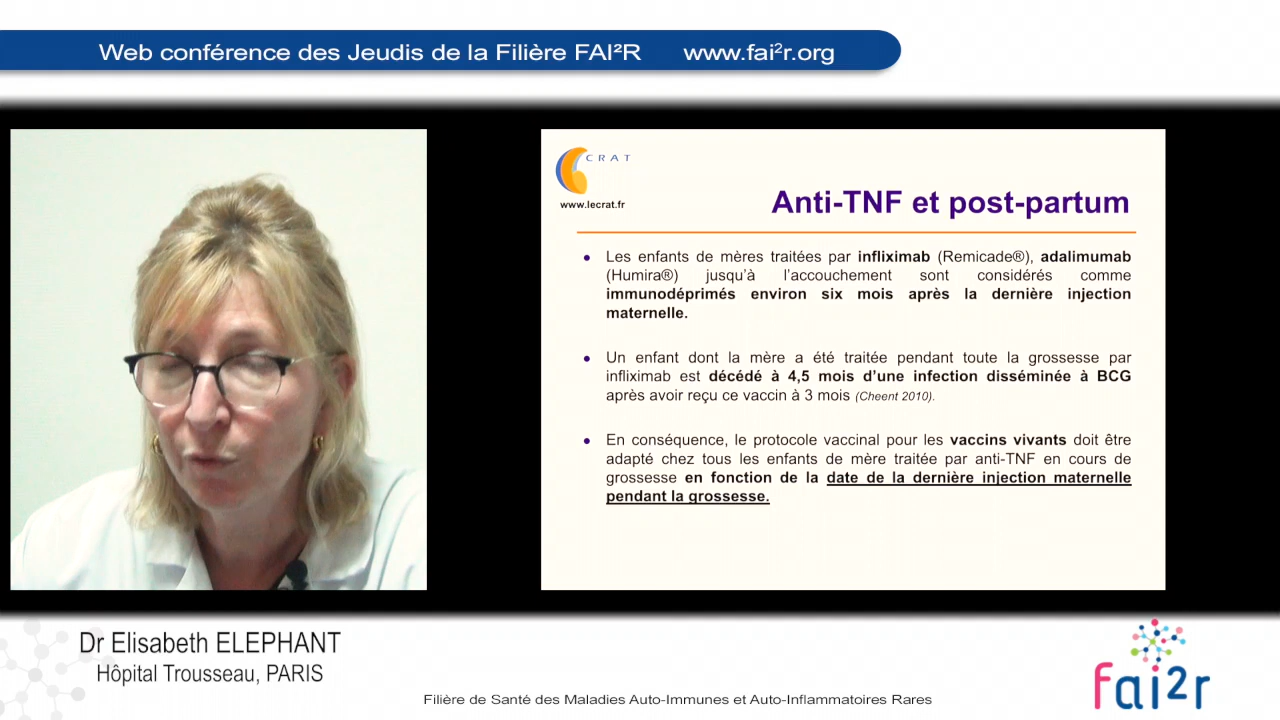 Web conférence des Jeudis de la Filière FAI²R www.fai²r.org
CRAT
www.lecrat.fr
Anti-TNF et post-partum
• Les enfants de mères traitées par infliximab (Remicade®), adalimumab
(Humira®) jusqu’à l’accouchement sont considérés comme
immunodéprimés environ six mois après la dernière injection
maternelle.
• Un enfant dont la mère a été traitée pendant toute la grossesse par
infliximab est décédé à 4,5 mois d’une infection disséminée à BCG
après avoir reçu ce vaccin à 3 mois (Cheent 2010).
• En conséquence, le protocole vaccinal pour les vaccins vivants doit être
adapté chez tous les enfants de mère traitée par anti-TNF en cours de
grossesse en fonction de la date de la dernière injection maternelle
pendant la grossesse.
Dr Elisabeth ELEPHANT
Hôpital Trousseau, PARIS
fai2r
Filière de Santé des Maladies Auto-Immunes et Auto-Inflammatoires Rares